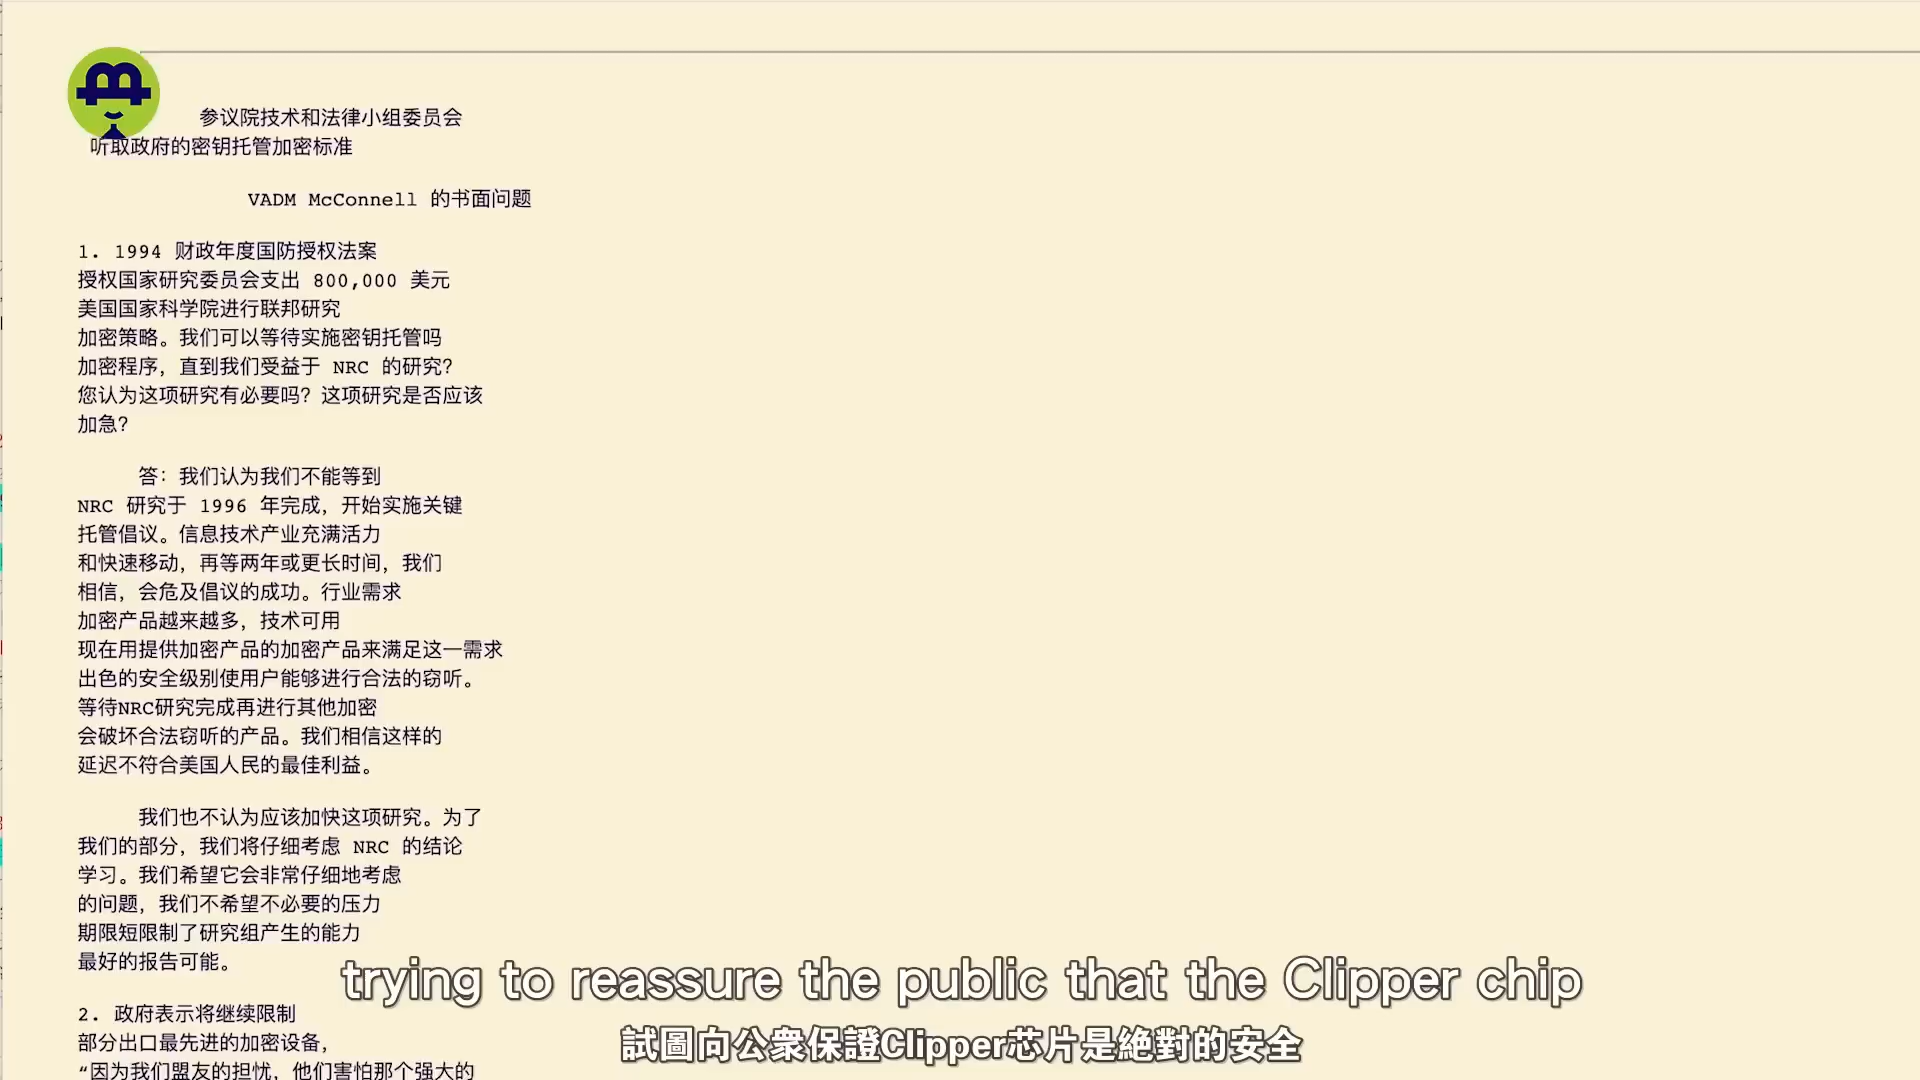 参议院技术和法律小组委员会
听取政府的密钥托管加密标准
VADM McConnell 的书面问题
1. 1994 财政年度国防授权法案
授权国家研究委员会支出 800,000 美元
美国国家科学院进行联邦研究
加密策略。我们可以等待实施密钥托管吗
加密程序，直到我们受益于 NRC 的研究？
您认为这项研究有必要吗？这项研究是否应该
加急？
答：我们认为我们不能等到
NRC 研究于 1996 年完成，开始实施关键
托管倡议。信息技术产业充满活力
和快速移动，再等两年或更长时间，我们
相信，会危及倡议的成功。行业需求
加密产品越来越多，技术可用
现在用提供加密产品的加密产品来满足这一需求
出色的安全级别使用户能够进行合法的窃听。
等待NRC研究完成再进行其他加密
会破坏合法窃听的产品。我们相信这样的
延迟不符合美国人民的最佳利益。
我们也不认为应该加快这项研究。为了
我们的部分，我们将仔细考虑 NRC 的结论
学习。我们希望它会非常仔细地考虑
的问题，我们不希望不必要的压力
期限短限制了研究组产生的能力
最好的报告可能。
2. 政府表示将继续限制
部分出口最先进的加密设备，
“因为我们盟友的担忧，他们害怕那个强大的
trying to reassure the public that the Clipper chip
試圖向公眾保證Clipper芯片是絕對的安全